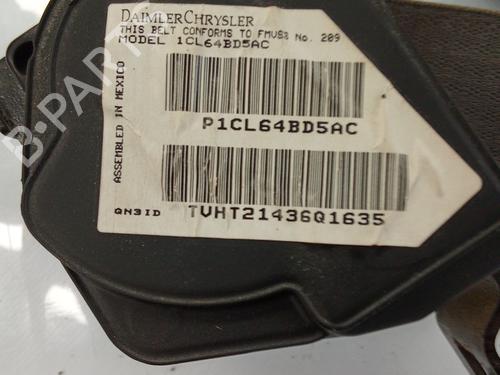 DAIMLERCHRYSLER
THIS BELT CONFORMS TO FMVSS No. 209
MODEL 1CL64BD5AC
P1CL64BD5AC
ASSEMBLED IN MEXICO
QN3ID
TVHT21436Q1635
B-PARTS